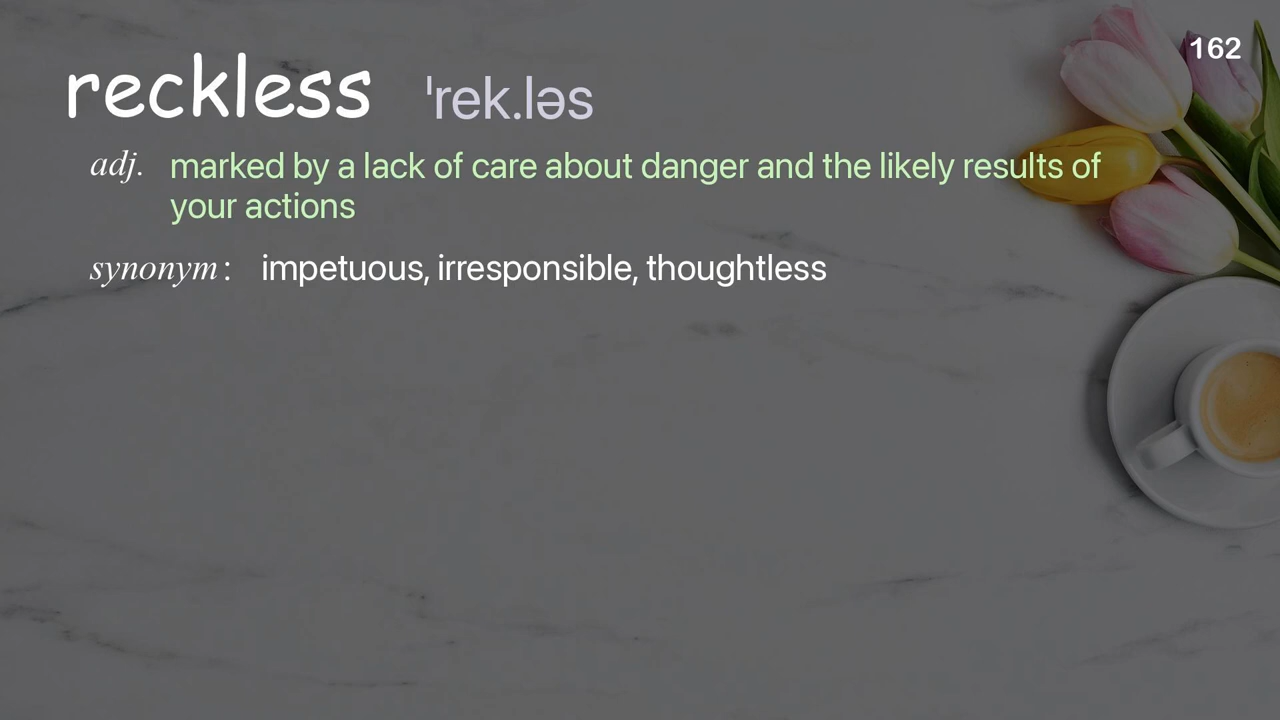 162
reckless ˈrek.ləs
adj. marked by a lack of care about danger and the likely results of
your actions
synonym: impetuous, irresponsible, thoughtless